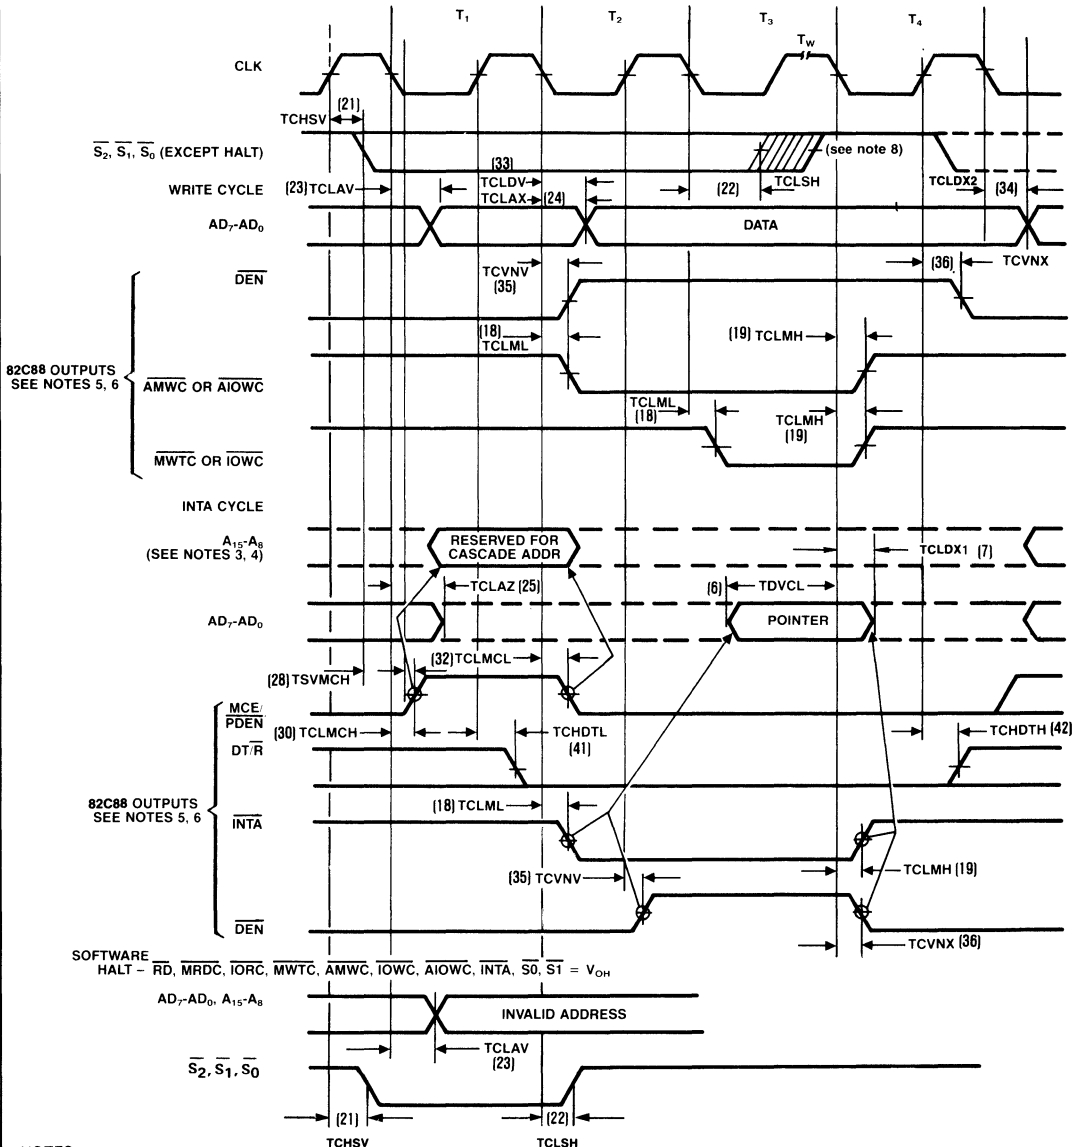 T1 T2 T3 T4
TW
CLK
(21)
TCHSV
S2, S1, S0 (EXCEPT HALT)
(see note 8)
(33)
TCLDV
(22)
TCLSH
TCLDX2
(23) TCLAV
WRITE CYCLE
TCLAX (24)
(34)
AD7-AD0
DATA
TCVNV
(35)
(36)
TCVNX
DEN
(18)
TCLML
(19) TCLMH
82C88 OUTPUTS
SEE NOTES 5, 6
AMWC OR AIOWC
TCLML
(18)
TCLMH
(19)
MWTC OR IOWC
INTA CYCLE
A15-A8
(SEE NOTES 3, 4)
RESERVED FOR
CASCADE ADDR
TCLDX1 (7)
TCLAZ (25)
(6)
TDVCL
AD7-AD0
POINTER
(32) TCLMCL
(28) TSVMCH
MCE/
PDEN
(30) TCLMCH
TCHDTL
(41)
TCHDTH (42)
DT/R
82C88 OUTPUTS
SEE NOTES 5, 6
(18) TCLML
INTA
(35) TCVNV
TCLMH (19)
DEN
TCVNX (36)
SOFTWARE
HALT – RD, MRDC, IORC, MWTC, AMWC, IOWC, AIOWC, INTA, S0, S1 = VOH
AD7-AD0, A15-A8
INVALID ADDRESS
TCLAV
(23)
S2, S1, S0
(21)
(22)
TCHSV
TCLSH